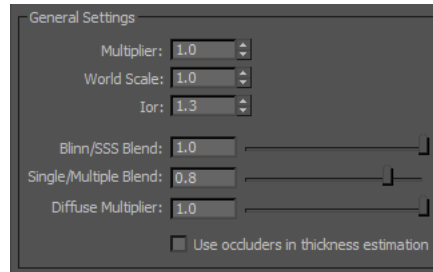 General Settings
Multiplier: 1.0
World Scale: 1.0
Ior: 1.3
Blinn/SSS Blend: 1.0
Single/Multiple Blend: 0.8
Diffuse Multiplier: 1.0
Use occluders in thickness estimation